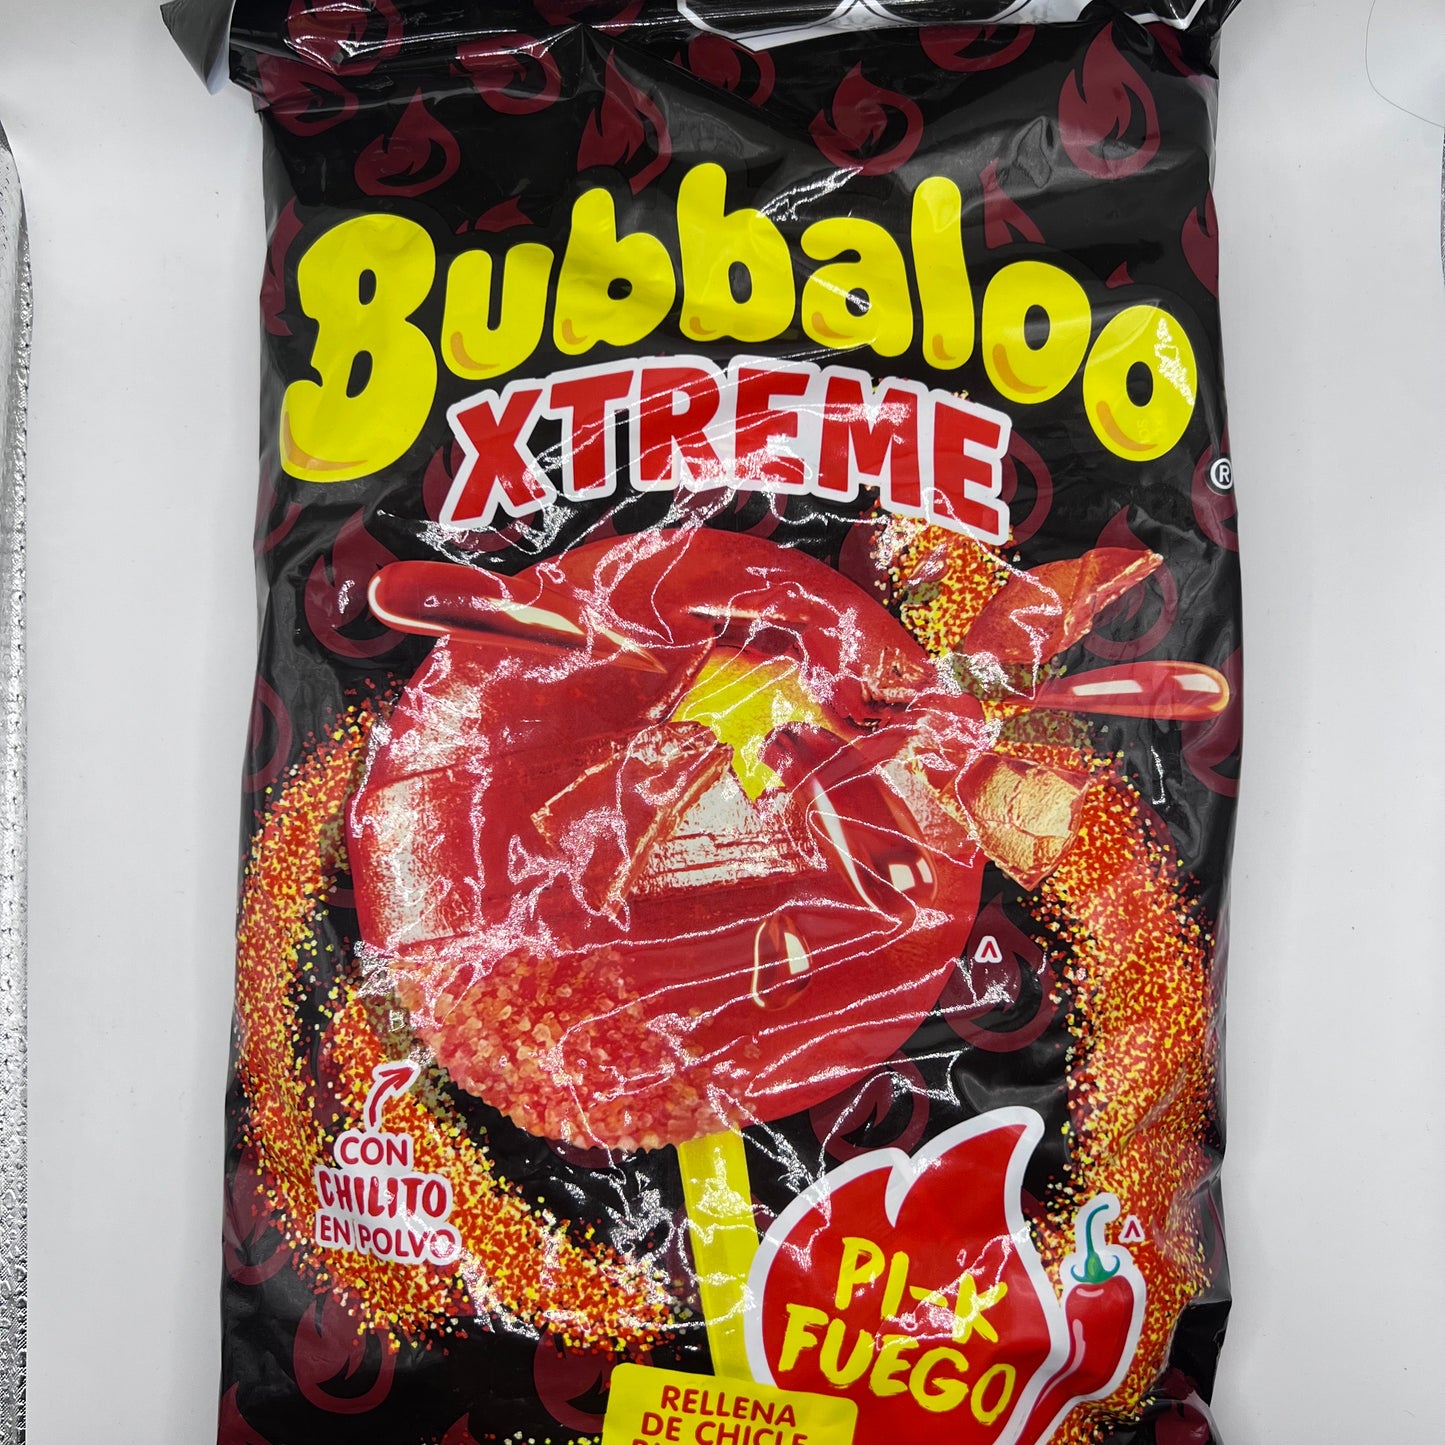 Bubbaloo
XTREME
®
CON
CHILITO
EN POLVO
PI-K
FUEGO
RELLENA
DE CHICLE